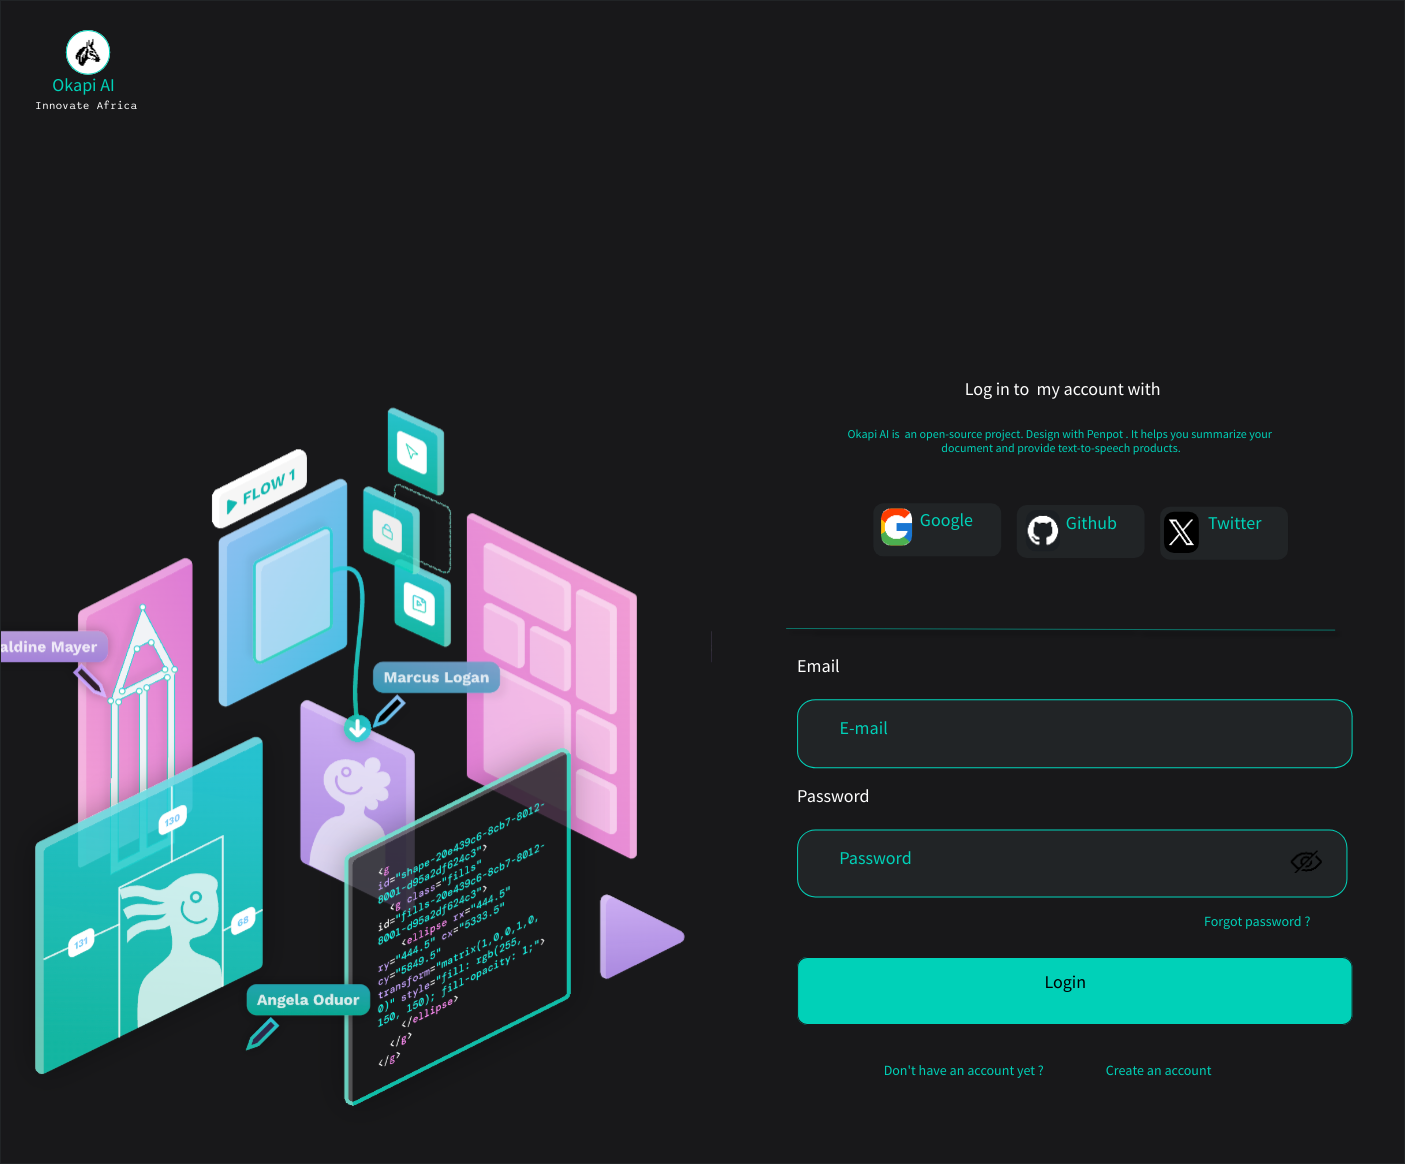 Okapi AI
Innovate Africa
Log in to  my account with
Okapi AI is  an open-source project. Design with Penpot . It helps you summarize your
document and provide text-to-speech products.
Google
Github
Twitter
Email
E-mail
Password
Password
Forgot password ?
Login
Don't have an account yet ?
Create an account
FLOW 1
aldine Mayer
Marcus Logan
Angela Oduor
130
131
68
<g
id="shape-20e439c6-8cb7-8012-
8001-d95a2df624c3">
<g class="fills"
id="fills-20e439c6-8cb7-8012-
8001-d95a2df624c3">
<ellipse rx="444.5"
ry="444.5" cx="5333.5"
cy="5849.5"
transform="matrix(1,0,0,1,0,
0)" style="fill: rgb(255,
150, 150); fill-opacity: 1;">
</ellipse>
</g>
</g>